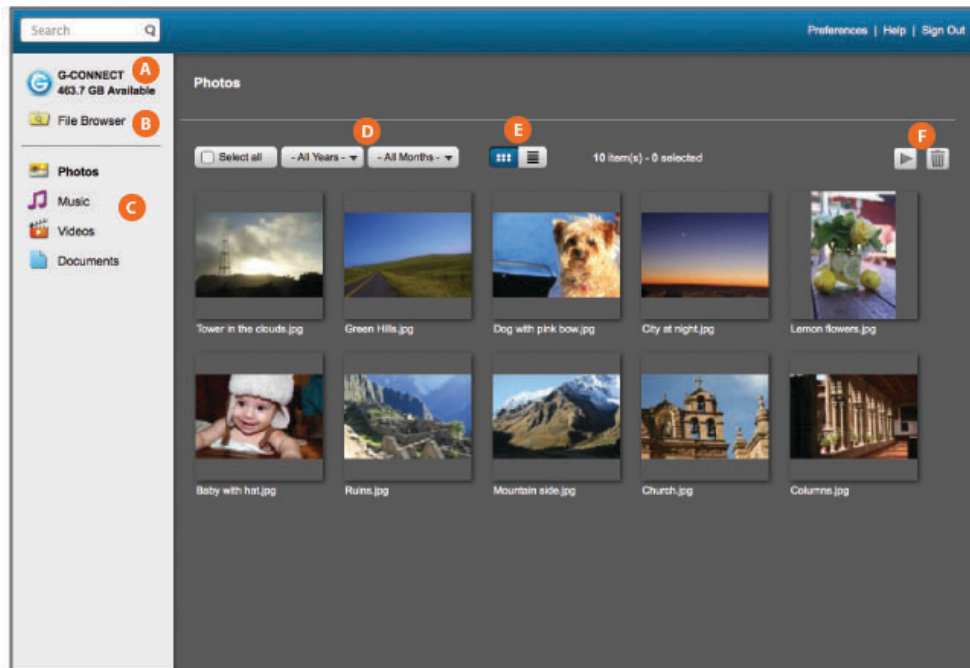 Search
Preferences | Help | Sign Out
G-CONNECT
463.7 GB Available
A
File Browser
B
Photos
Music
Videos
Documents
C
Photos
D
E
F
Select all
- All Years -
- All Months -
10 item(s) - 0 selected
Tower in the clouds.jpg
Green Hills.jpg
Dog with pink bow.jpg
City at night.jpg
Lemon flowers.jpg
Baby with hat.jpg
Ruins.jpg
Mountain side.jpg
Church.jpg
Columns.jpg